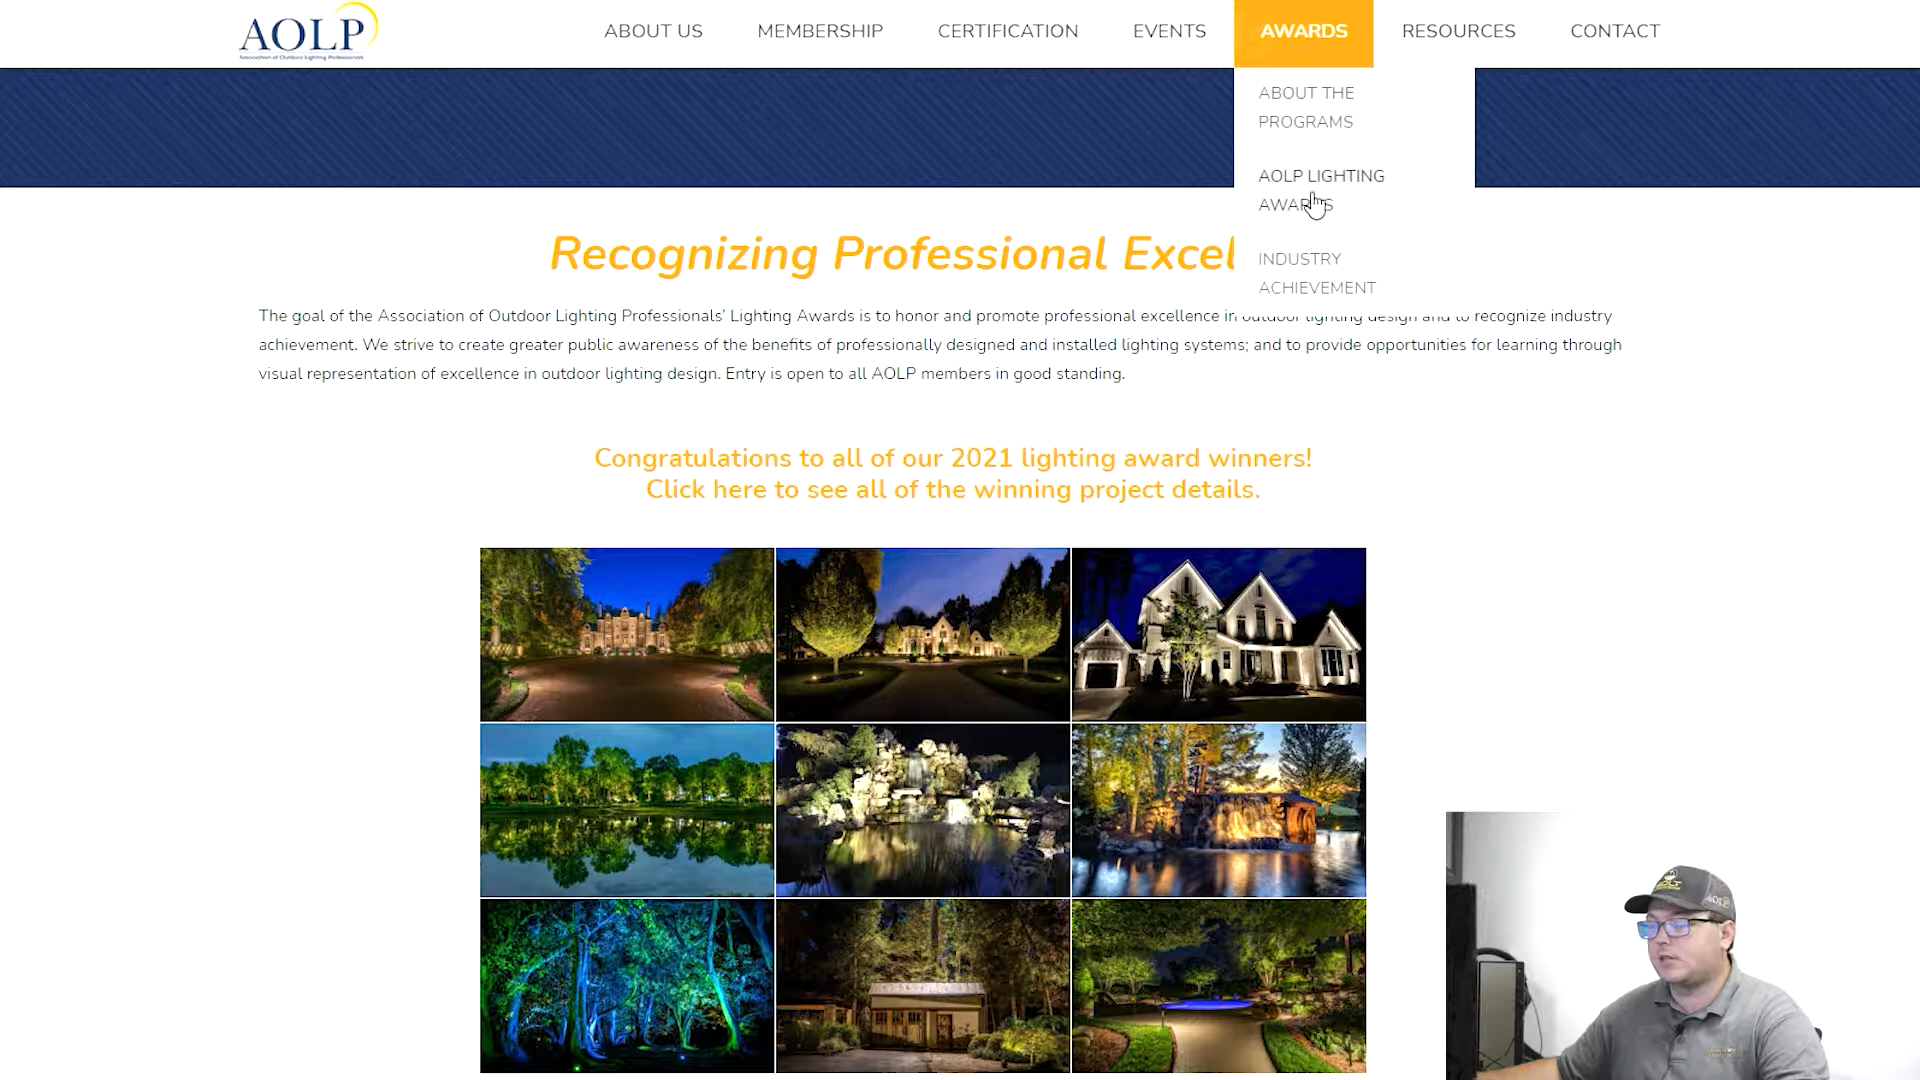 AOLP
Association of Outdoor Lighting Professionals
ABOUT US
MEMBERSHIP
CERTIFICATION
EVENTS
AWARDS
RESOURCES
CONTACT
ABOUT THE
PROGRAMS
AOLP LIGHTING
AWARDS
INDUSTRY
ACHIEVEMENT
Recognizing Professional Excel
The goal of the Association of Outdoor Lighting Professionals' Lighting Awards is to honor and promote professional excellence in outdoor lighting design and to recognize industry
achievement. We strive to create greater public awareness of the benefits of professionally designed and installed lighting systems; and to provide opportunities for learning through
visual representation of excellence in outdoor lighting design. Entry is open to all AOLP members in good standing.
Congratulations to all of our 2021 lighting award winners!
Click here to see all of the winning project details.
AOLP